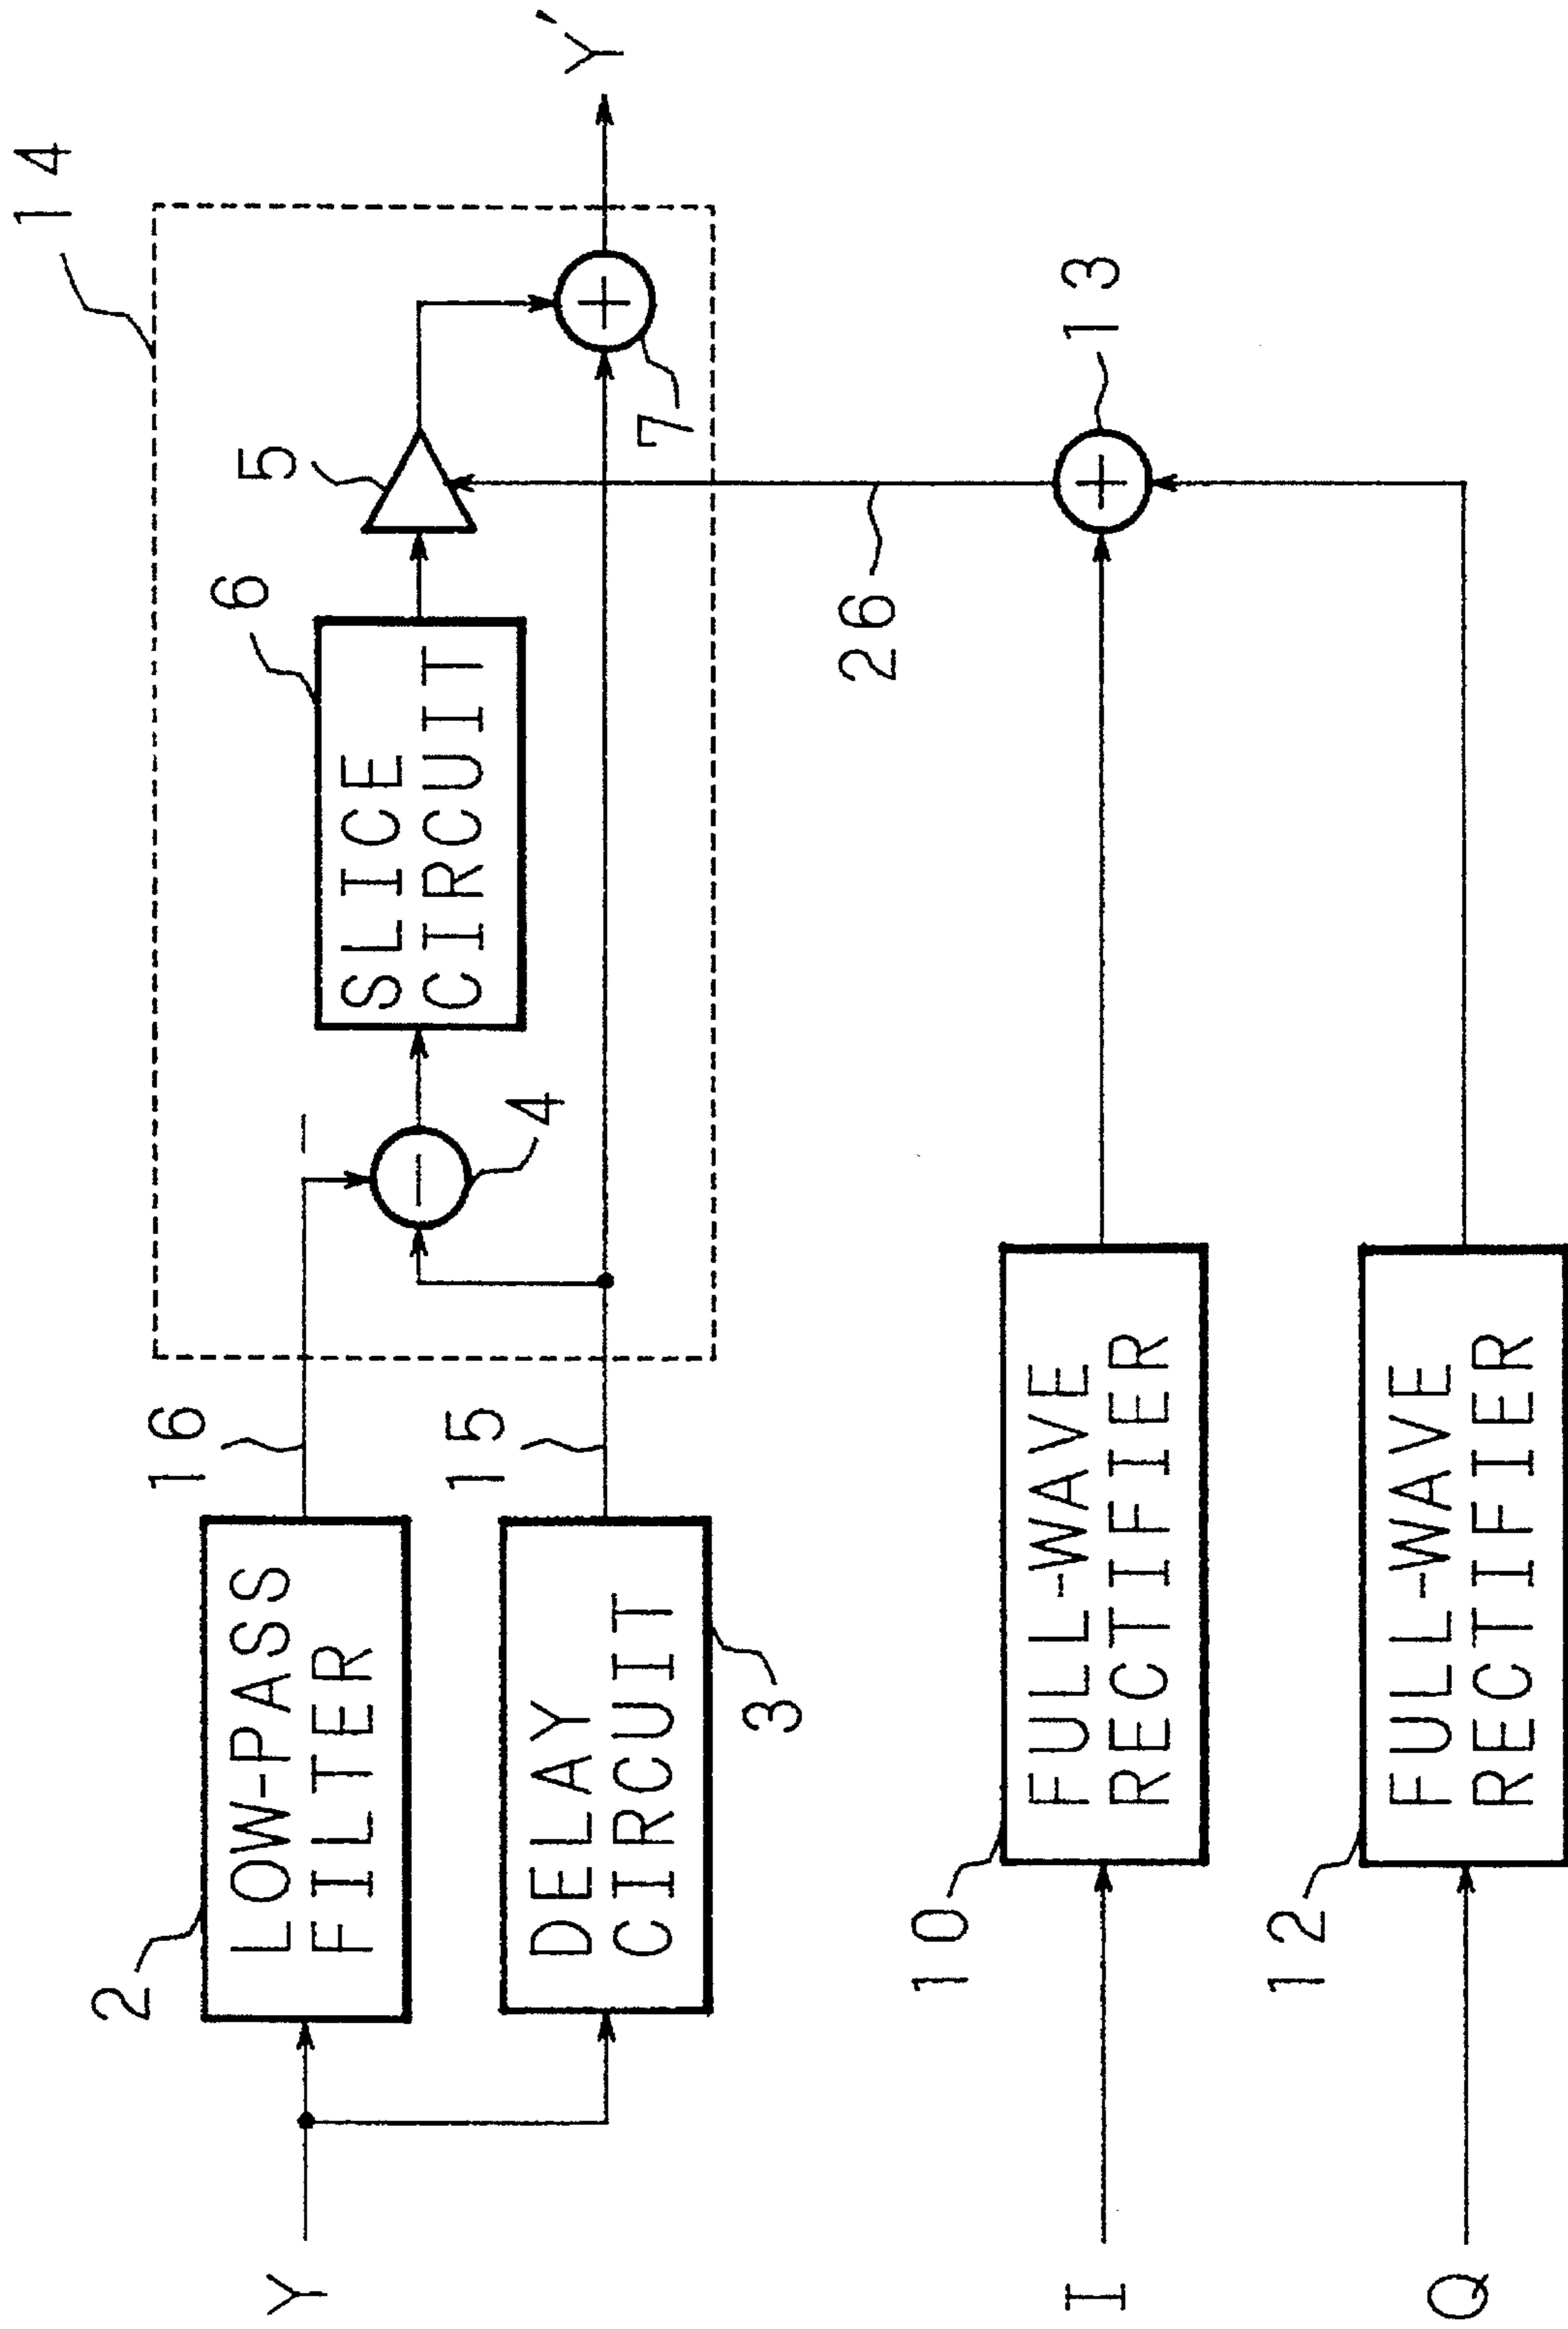 14
Y
2
LOW-PASS
FILTER
16
4
SLICE
CIRCUIT
6
5
7
Y′
DELAY
CIRCUIT
3
15
26
13
I
10
FULL-WAVE
RECTIFIER
Q
12
FULL-WAVE
RECTIFIER